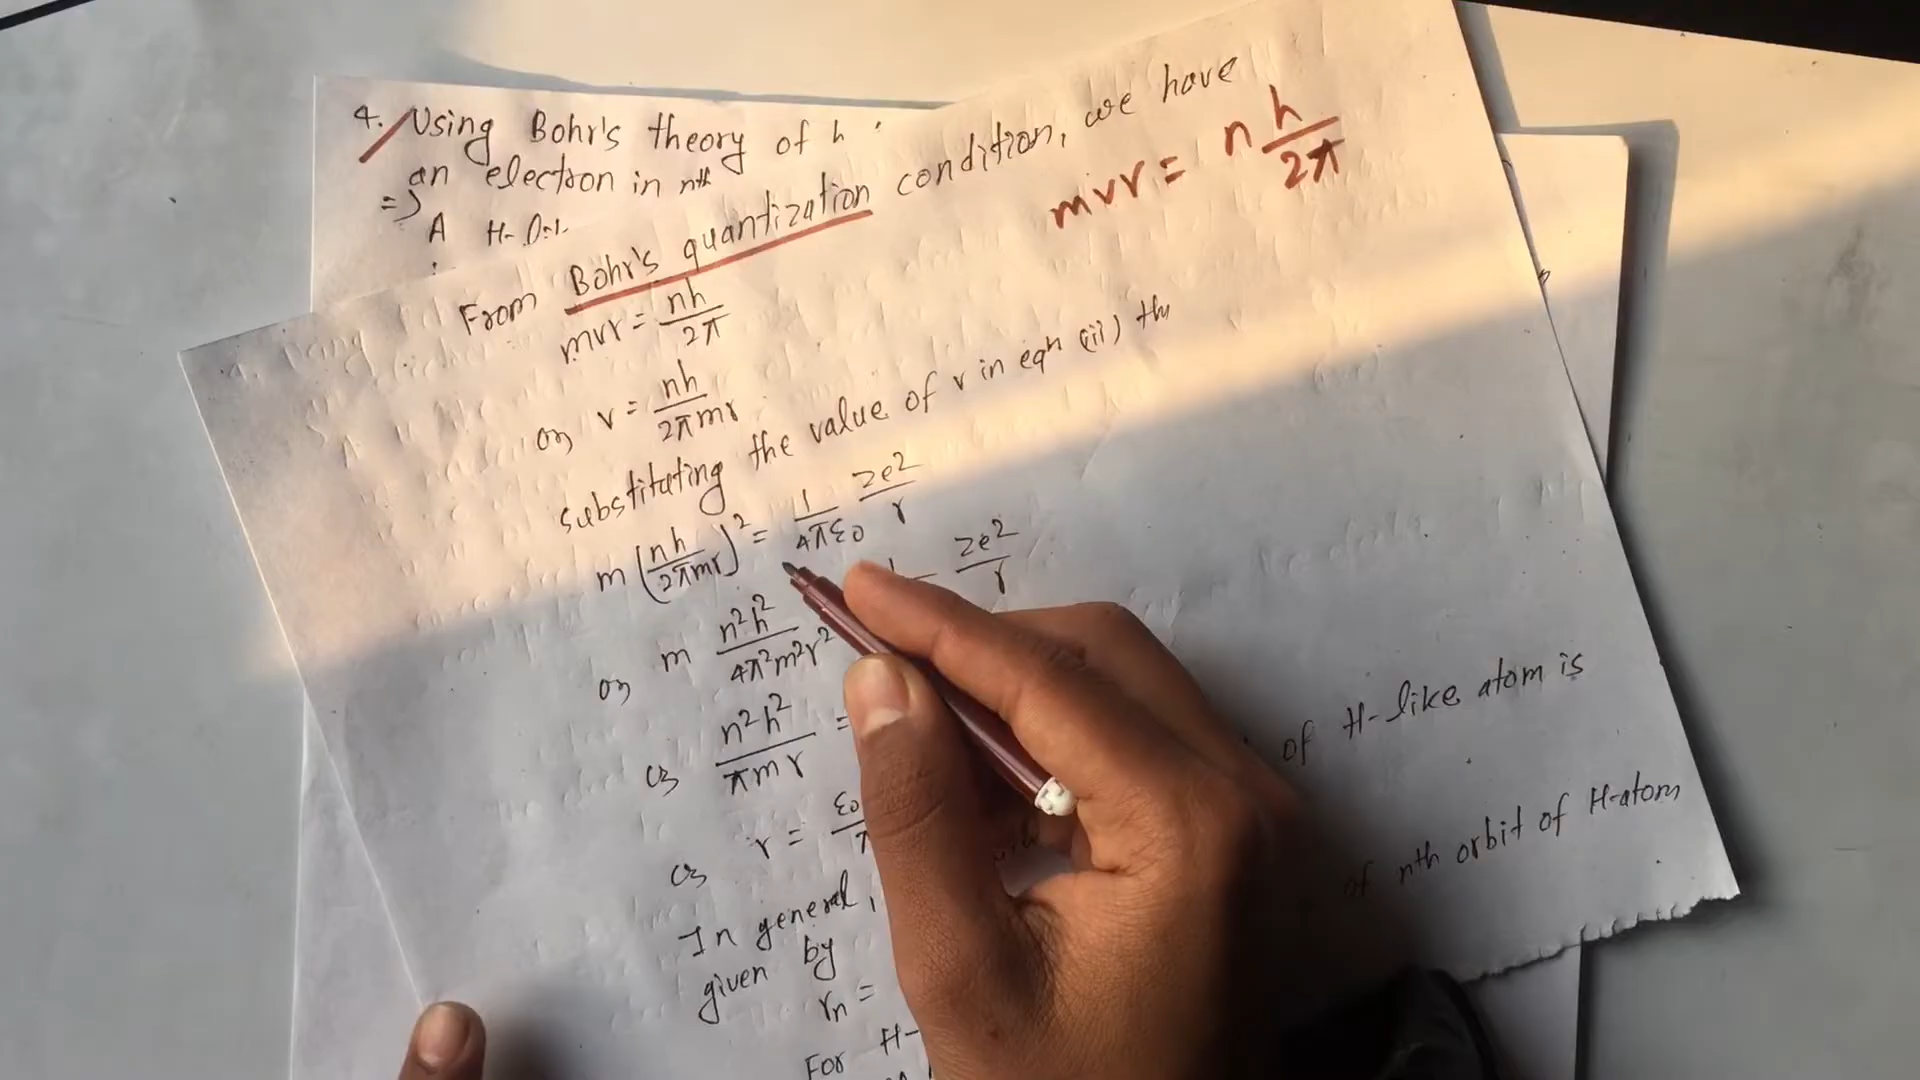 4. Using Bohr's theory of h
an electron in nth
=>
A H-
From Bohr's quantization condition, we have
mvr = n h/2π
mvr = nh/2π
or v = nh/2πmr
substituting the value of v in eqn (ii) th
m (nh/2πmr)² = 1/4πε₀ Ze²/r
or m n²h²/4π²m²r² Ze²/r
or n²h²/πmr =
or r = ε₀
In general, of H-like atom is
given by
rn = of nth orbit of H-atom
For H-